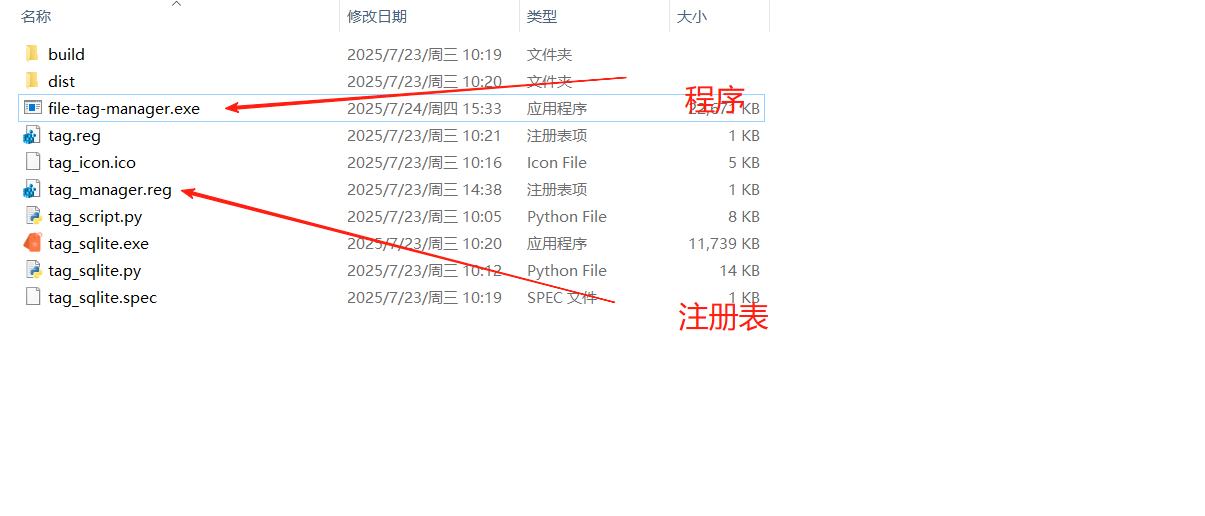 名称 修改日期 类型 大小
build 2025/7/23/周三 10:19 文件夹
dist 2025/7/23/周三 10:20 文件夹
file-tag-manager.exe 2025/7/24/周四 15:33 应用程序 KB
程序
tag.reg 2025/7/23/周三 10:21 注册表项 1 KB
tag_icon.ico 2025/7/23/周三 10:16 Icon File 5 KB
tag_manager.reg 2025/7/23/周三 14:38 注册表项 1 KB
tag_script.py 2025/7/23/周三 10:05 Python File 8 KB
tag_sqlite.exe 2025/7/23/周三 10:20 应用程序 11,739 KB
tag_sqlite.py 2025/7/23/周三 10:12 Python File 14 KB
tag_sqlite.spec 2025/7/23/周三 10:19 SPEC 文件 1 KB
注册表